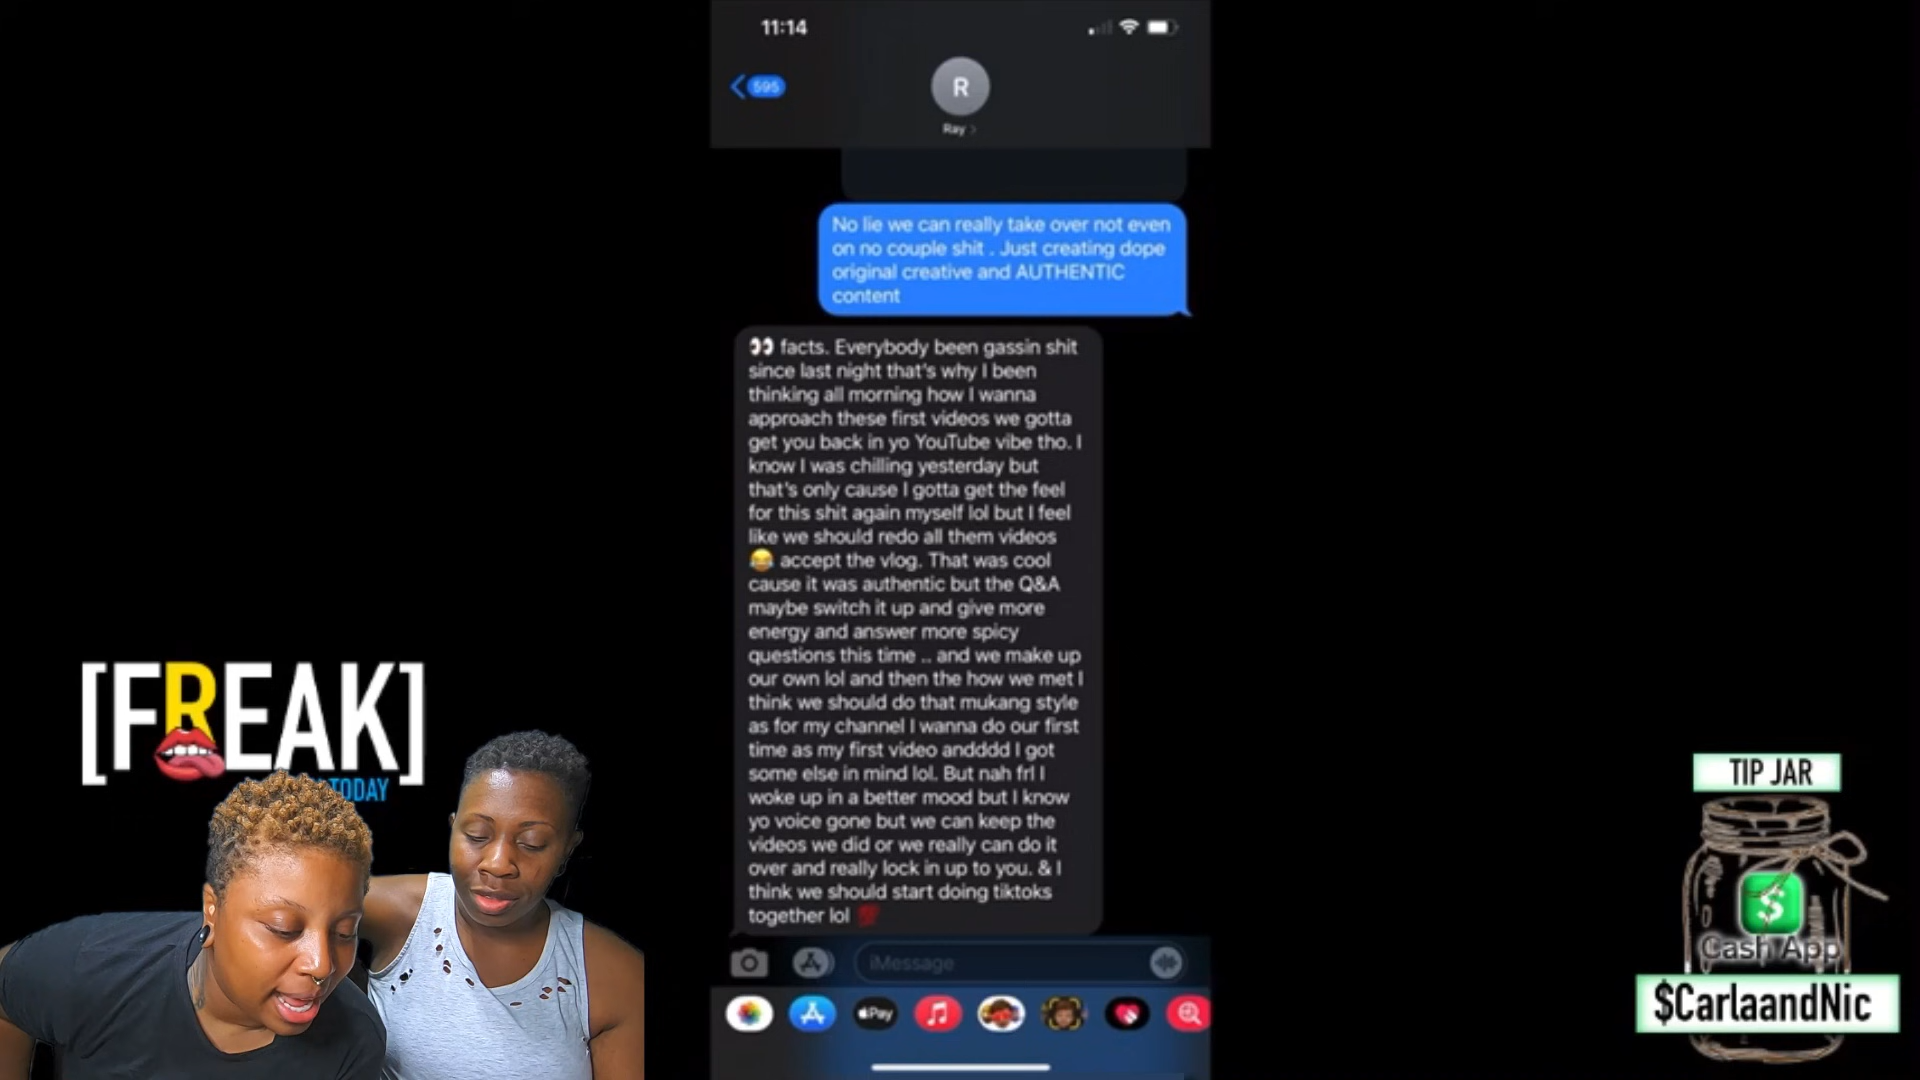 11:14
595
R
Ray
No lie we can really take over not even
on no couple shit . Just creating dope
original creative and AUTHENTIC
content
👀 facts. Everybody been gassin shit
since last night that's why I been
thinking all morning how I wanna
approach these first videos we gotta
get you back in yo YouTube vibe tho. I
know I was chilling yesterday but
that's only cause I gotta get the feel
for this shit again myself lol but I feel
like we should redo all them videos
😂 accept the vlog. That was cool
cause it was authentic but the Q&A
maybe switch it up and give more
energy and answer more spicy
questions this time .. and we make up
our own lol and then the how we met I
think we should do that mukang style
as for my channel I wanna do our first
time as my first video andddd I got
some else in mind lol. But nah frl I
woke up in a better mood but I know
yo voice gone but we can keep the
videos we did or we really can do it
over and really lock in up to you. & I
think we should start doing tiktoks
together lol 💯
iMessage
Pay
[FREAK]
TODAY
TIP JAR
$
Cash App
$CarlaandNic